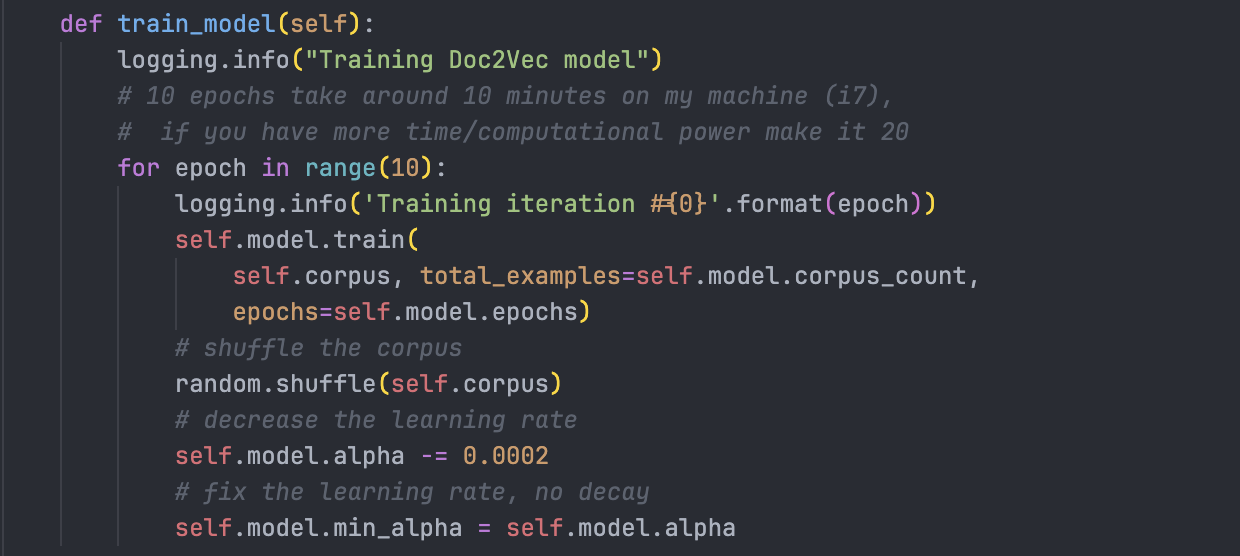 def train_model(self):
logging.info("Training Doc2Vec model")
# 10 epochs take around 10 minutes on my machine (i7),
#  if you have more time/computational power make it 20
for epoch in range(10):
logging.info('Training iteration #{0}'.format(epoch))
self.model.train(
self.corpus, total_examples=self.model.corpus_count,
epochs=self.model.epochs)
# shuffle the corpus
random.shuffle(self.corpus)
# decrease the learning rate
self.model.alpha -= 0.0002
# fix the learning rate, no decay
self.model.min_alpha = self.model.alpha